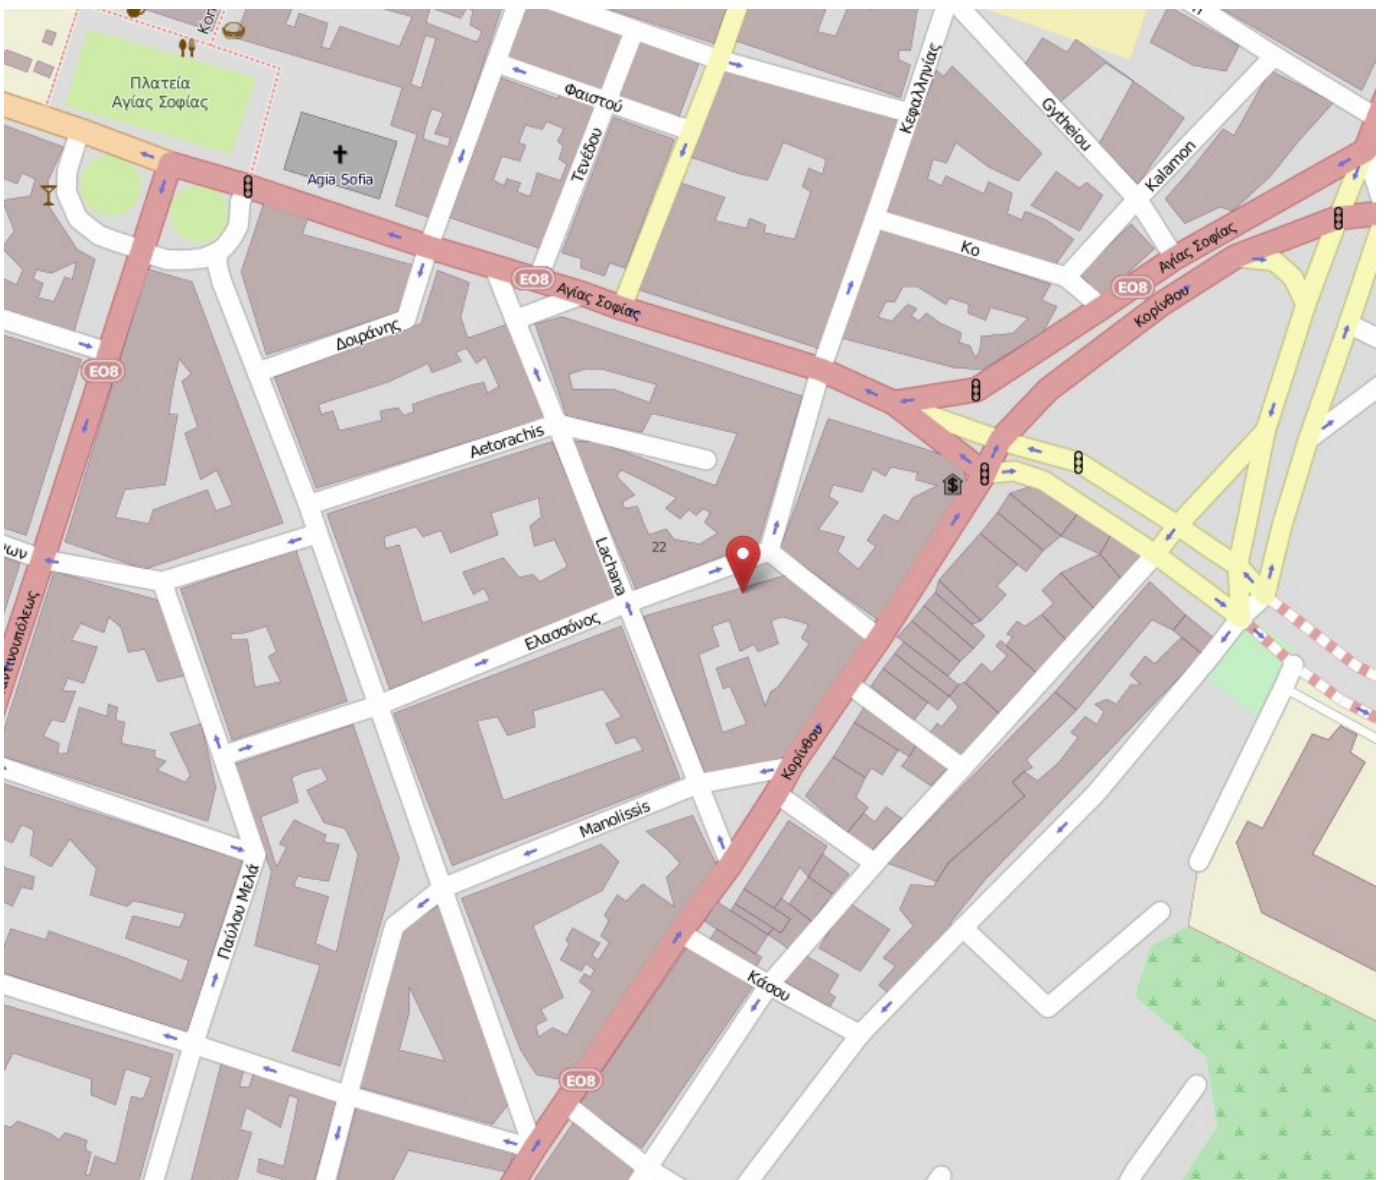 Κον
Πλατεία
Αγίας Σοφίας
Φαιστού
Τενέδου
Κεφαλληνίας
Gytheiou
Kalamon
Agia Sofia
Κο
Αγίας Σοφίας
ΕΟ8
ΕΟ8
Αγίας Σοφίας
Κορίνθου
Δοιράνης
ΕΟ8
Aetorachis
Lachana
22
Ελασσόνος
Κορίνθου
Manolissis
Παύλου Μελά
Κάσου
ΕΟ8